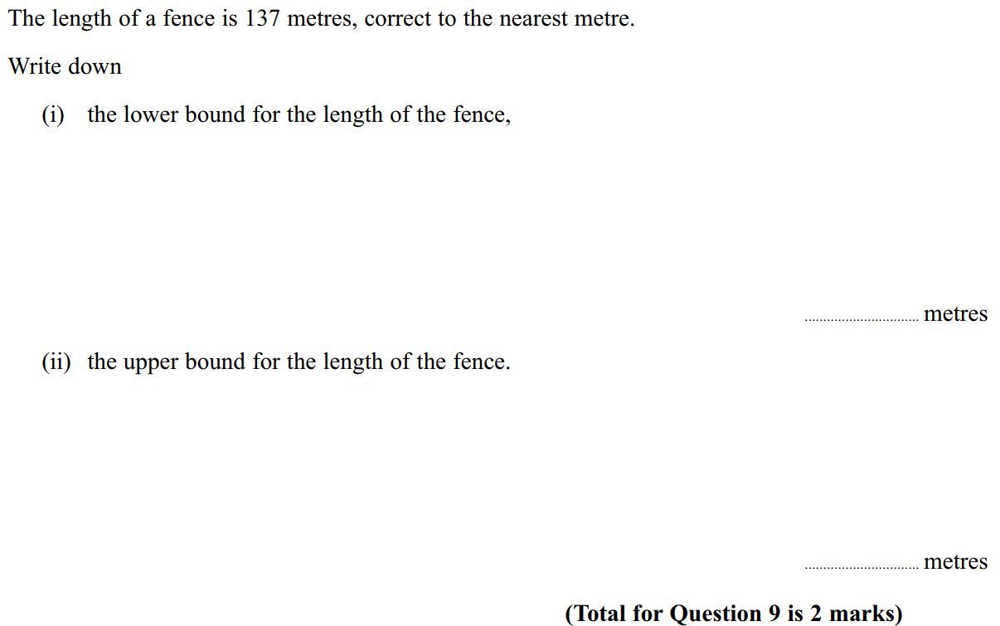 The length of a fence is 137 metres, correct to the nearest metre.
Write down
(i) the lower bound for the length of the fence,
.............................. metres
(ii) the upper bound for the length of the fence.
.............................. metres
(Total for Question 9 is 2 marks)